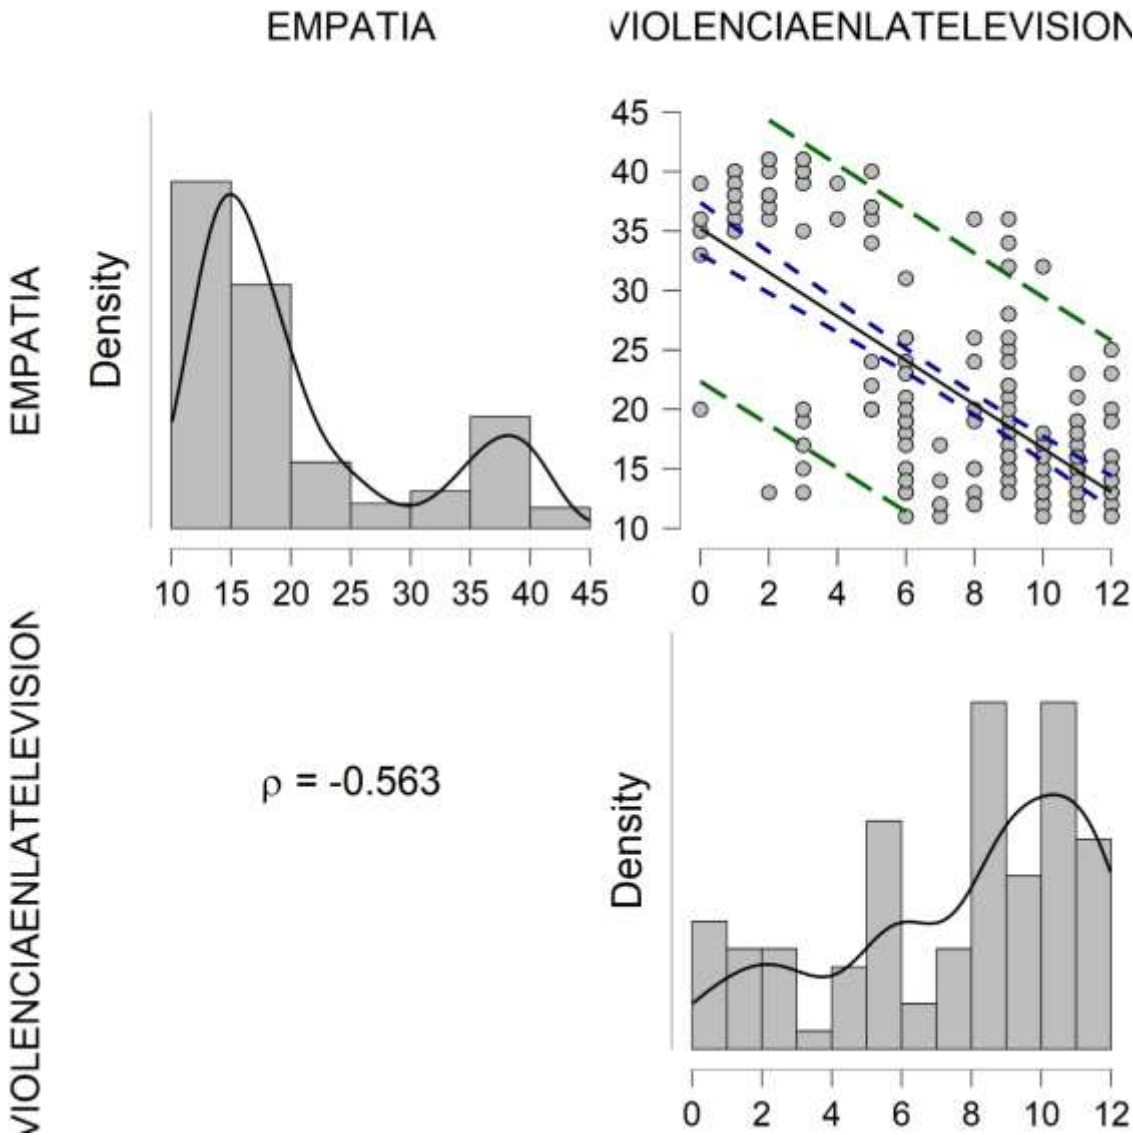 EMPATIA
VIOLENCIAENLATELEVISION
EMPATIA
Density
10 15 20 25 30 35 40 45
45
40
35
30
25
20
15
10
0 2 4 6 8 10 12
VIOLENCIAENLATELEVISION
ρ = -0.563
Density
0 2 4 6 8 10 12